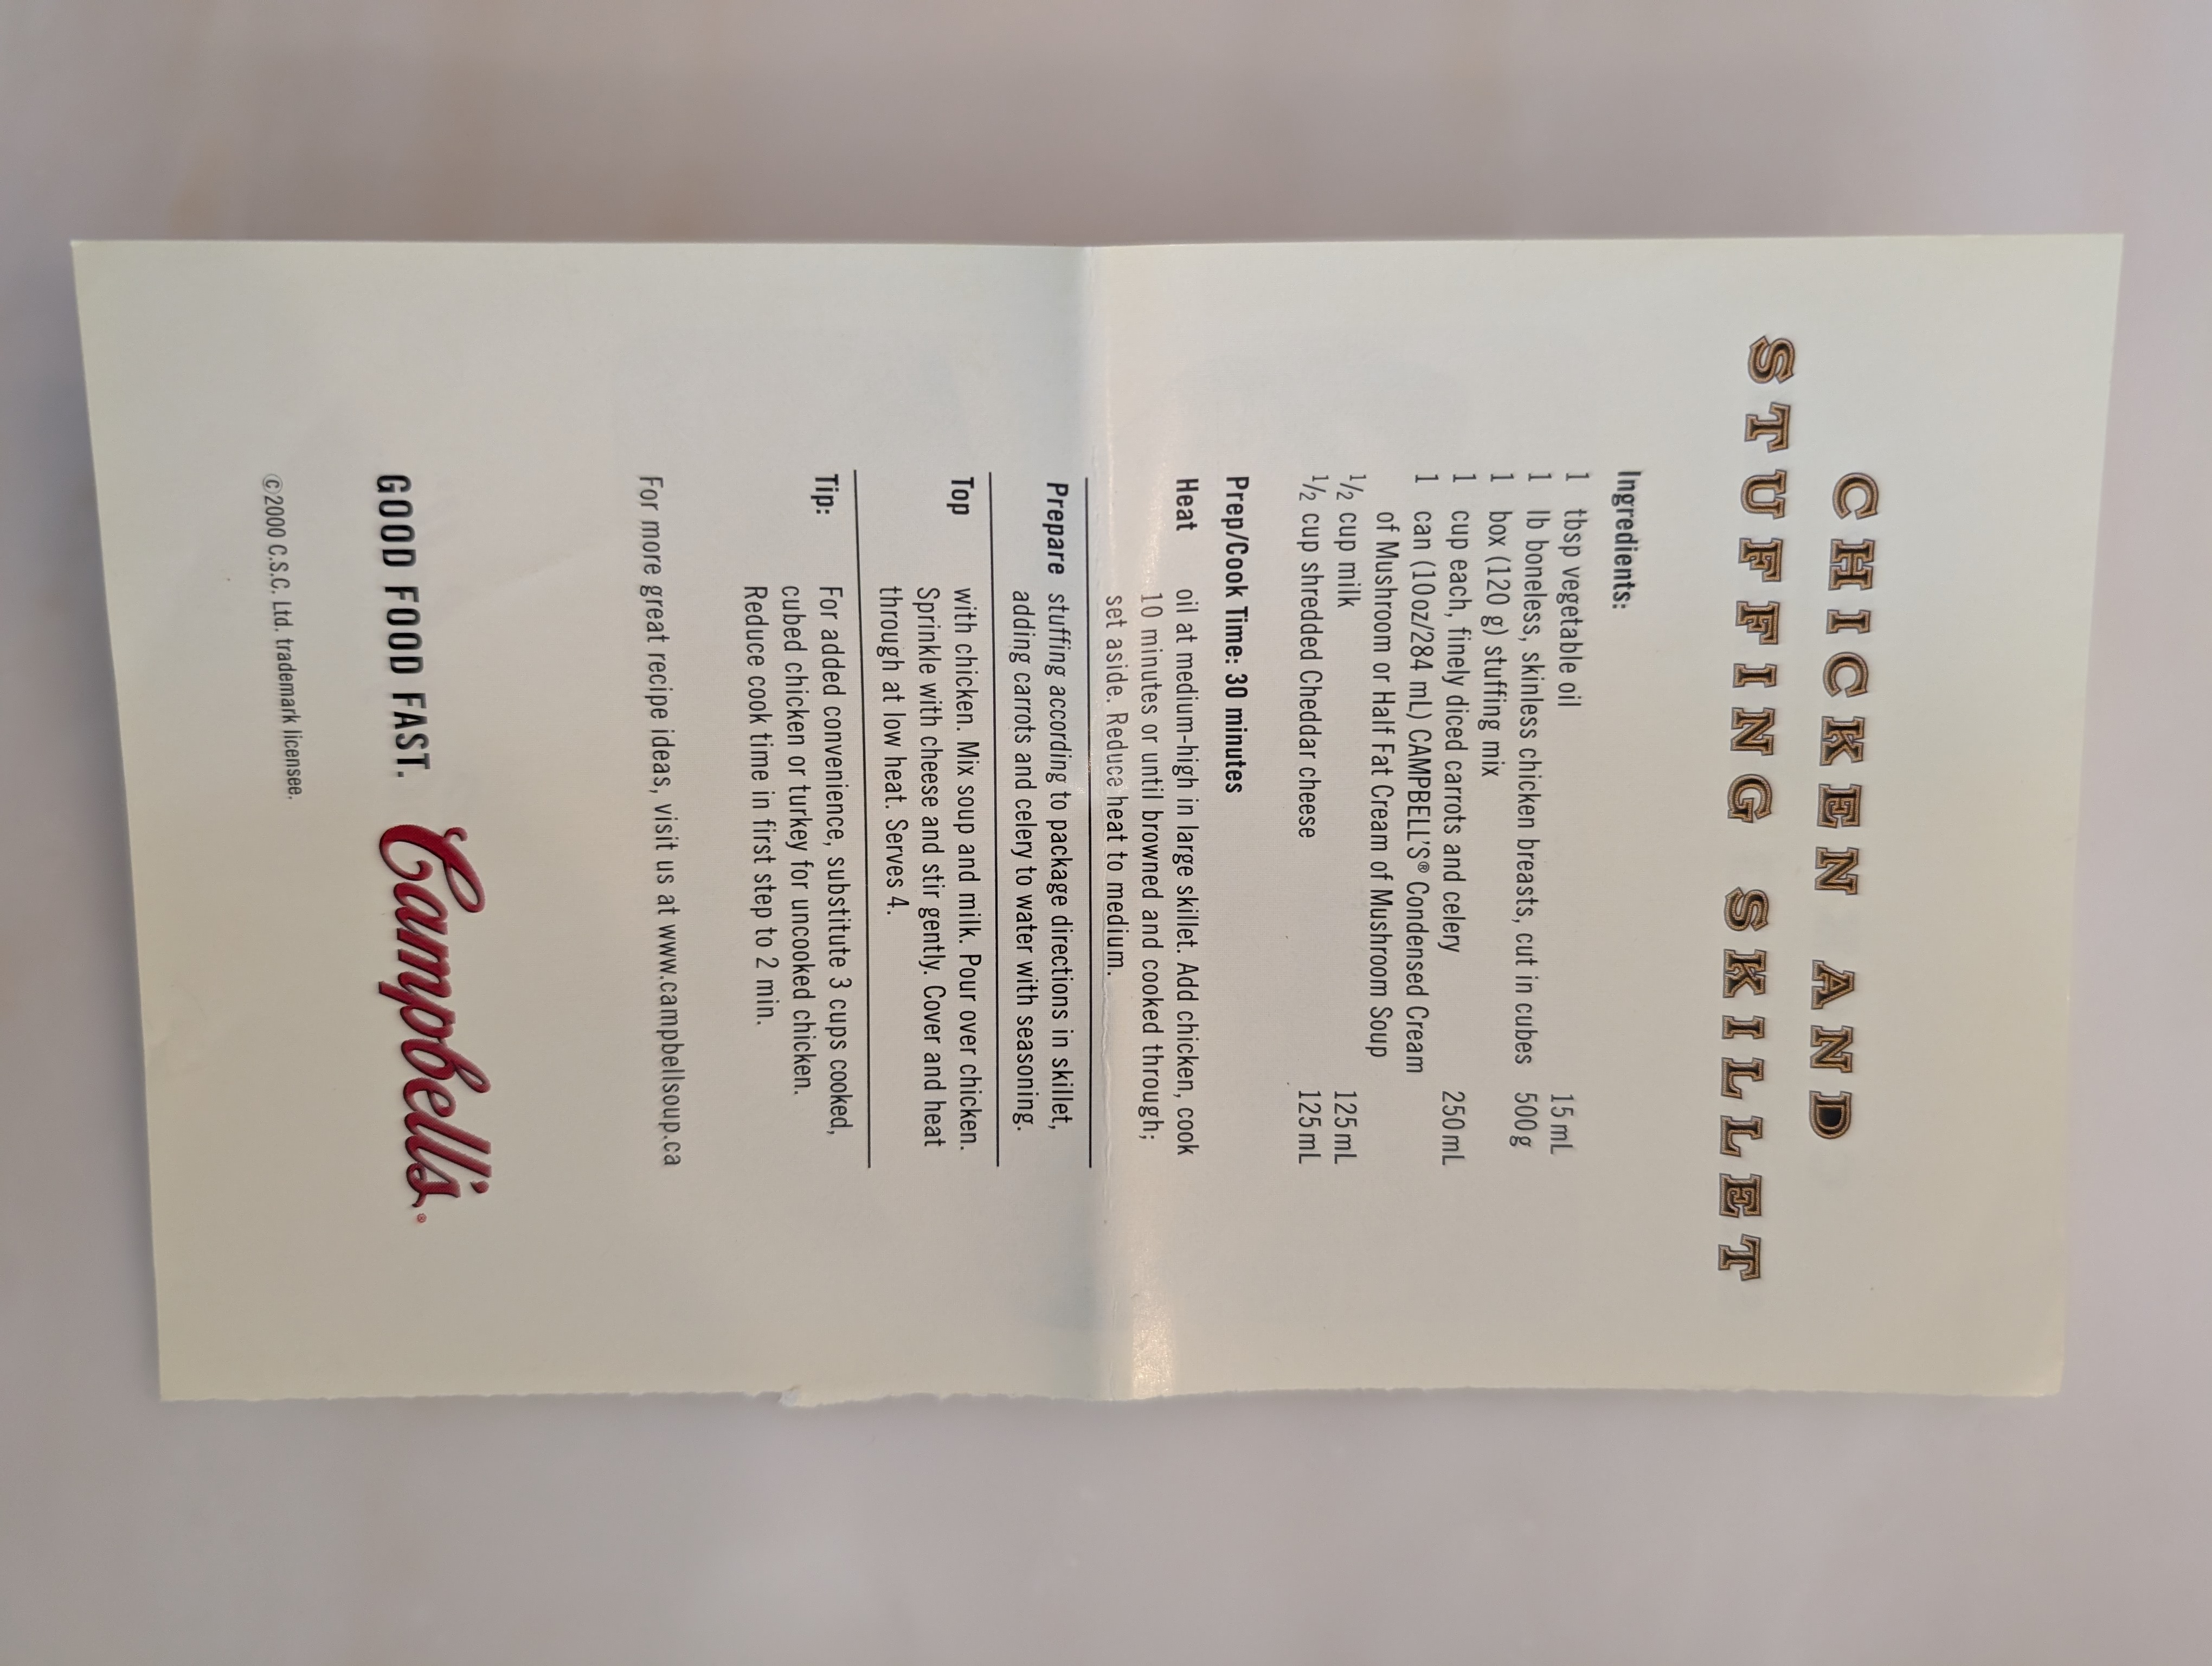 CHICKEN AND
STUFFING SKILLET
Ingredients:
1 tbsp vegetable oil 15 mL
1 lb boneless, skinless chicken breasts, cut in cubes 500 g
1 box (120 g) stuffing mix
1 cup each, finely diced carrots and celery 250 mL
1 can (10 oz/284 mL) CAMPBELL'S® Condensed Cream
of Mushroom or Half Fat Cream of Mushroom Soup
1/2 cup milk 125 mL
1/2 cup shredded Cheddar cheese 125 mL
Prep/Cook Time: 30 minutes
Heat oil at medium-high in large skillet. Add chicken, cook
10 minutes or until browned and cooked through;
set aside. Reduce heat to medium.
Prepare stuffing according to package directions in skillet,
adding carrots and celery to water with seasoning.
Top with chicken. Mix soup and milk. Pour over chicken.
Sprinkle with cheese and stir gently. Cover and heat
through at low heat. Serves 4.
Tip: For added convenience, substitute 3 cups cooked,
cubed chicken or turkey for uncooked chicken.
Reduce cook time in first step to 2 min.
For more great recipe ideas, visit us at www.campbellsoup.ca
GOOD FOOD FAST. Campbell's®
©2000 C.S.C. Ltd. trademark licensee.